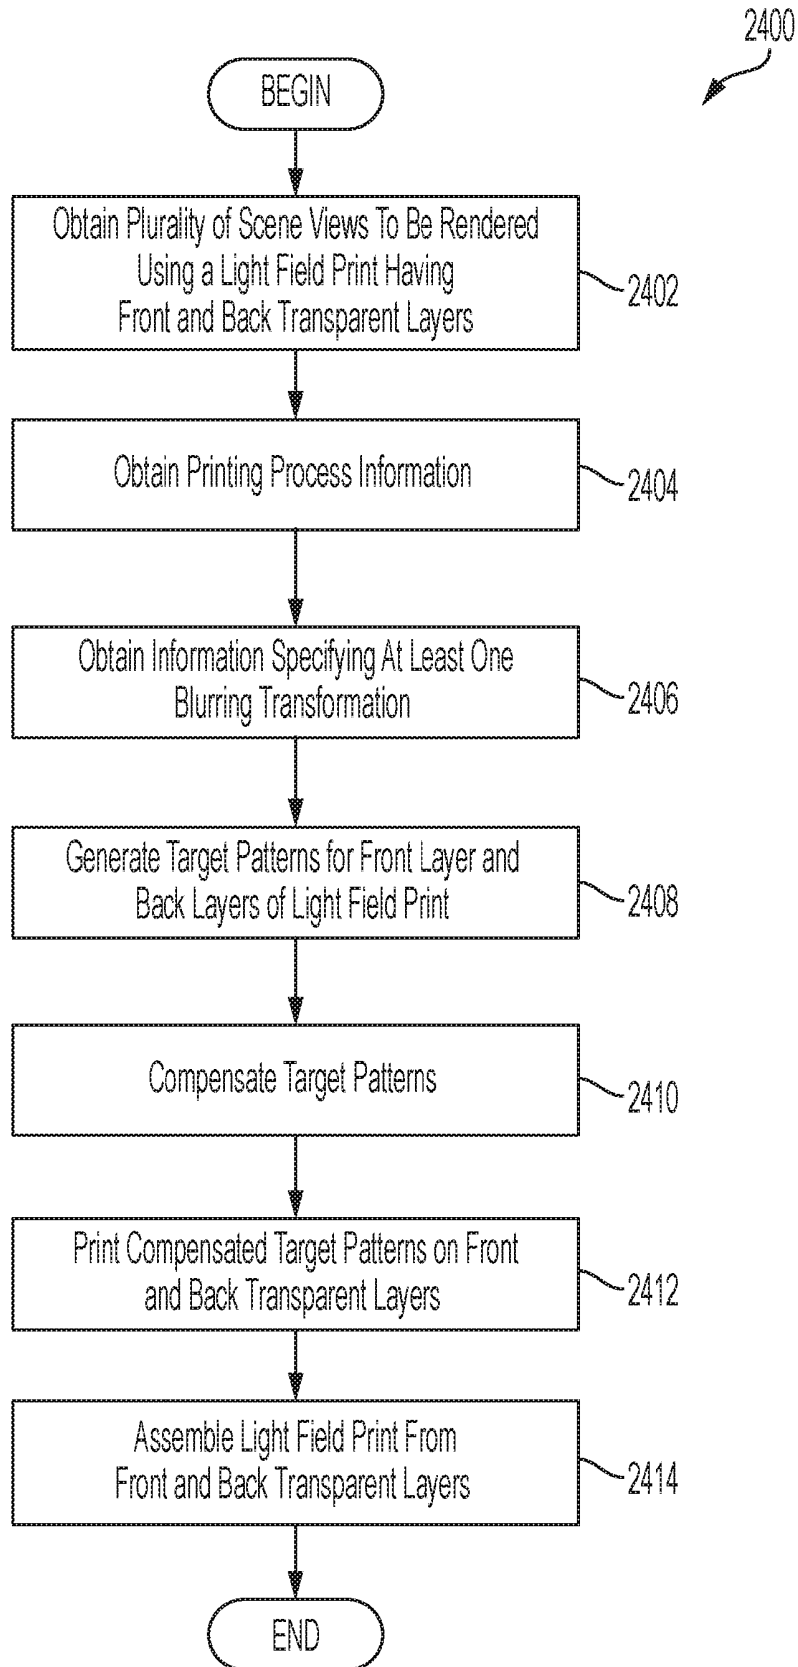 2400
BEGIN
Obtain Plurality of Scene Views To Be Rendered
Using a Light Field Print Having
Front and Back Transparent Layers
2402
Obtain Printing Process Information
2404
Obtain Information Specifying At Least One
Blurring Transformation
2406
Generate Target Patterns for Front Layer and
Back Layers of Light Field Print
2408
Compensate Target Patterns
2410
Print Compensated Target Patterns on Front
and Back Transparent Layers
2412
Assemble Light Field Print From
Front and Back Transparent Layers
2414
END